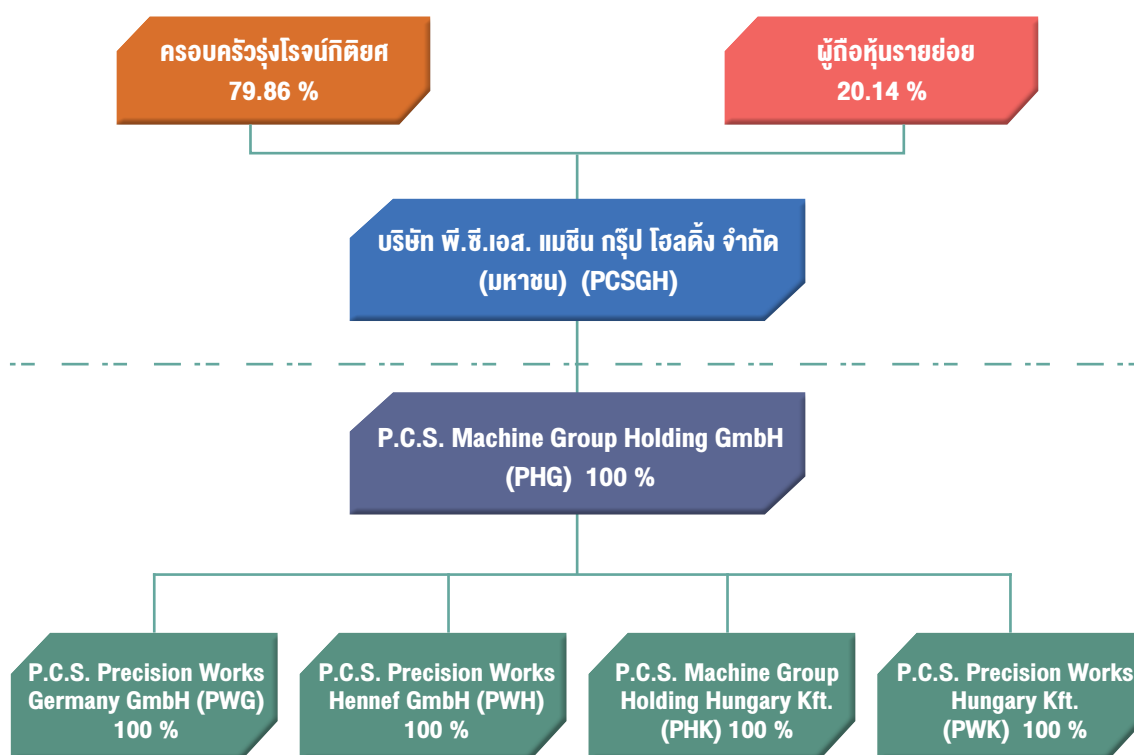 ครอบครัวรุ่งโรจน์กิติยศ
79.86 %
ผู้ถือหุ้นรายย่อย
20.14 %
บริษัท พี.ซี.เอส. แมชีน กรุ๊ป โฮลดิ้ง จำกัด
(มหาชน) (PCSGH)
P.C.S. Machine Group Holding GmbH
(PHG) 100 %
P.C.S. Precision Works
Germany GmbH (PWG)
100 %
P.C.S. Precision Works
Hennef GmbH (PWH)
100 %
P.C.S. Machine Group
Holding Hungary Kft.
(PHK) 100 %
P.C.S. Precision Works
Hungary Kft.
(PWK) 100 %